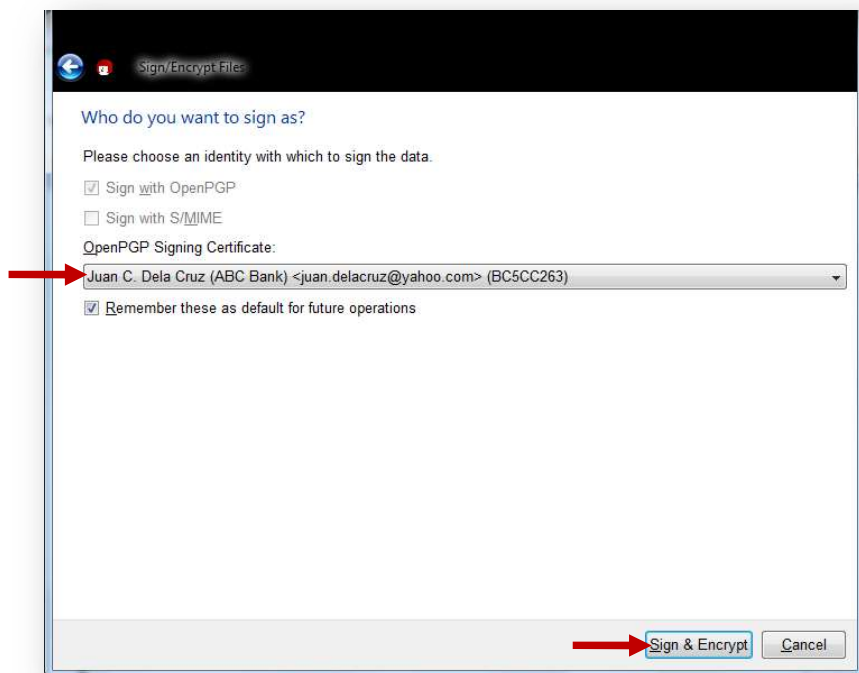 Sign/Encrypt Files
Who do you want to sign as?
Please choose an identity with which to sign the data.
Sign with OpenPGP
Sign with S/MIME
OpenPGP Signing Certificate:
Juan C. Dela Cruz (ABC Bank) <juan.delacruz@yahoo.com> (BC5CC263)
Remember these as default for future operations
Sign & Encrypt Cancel